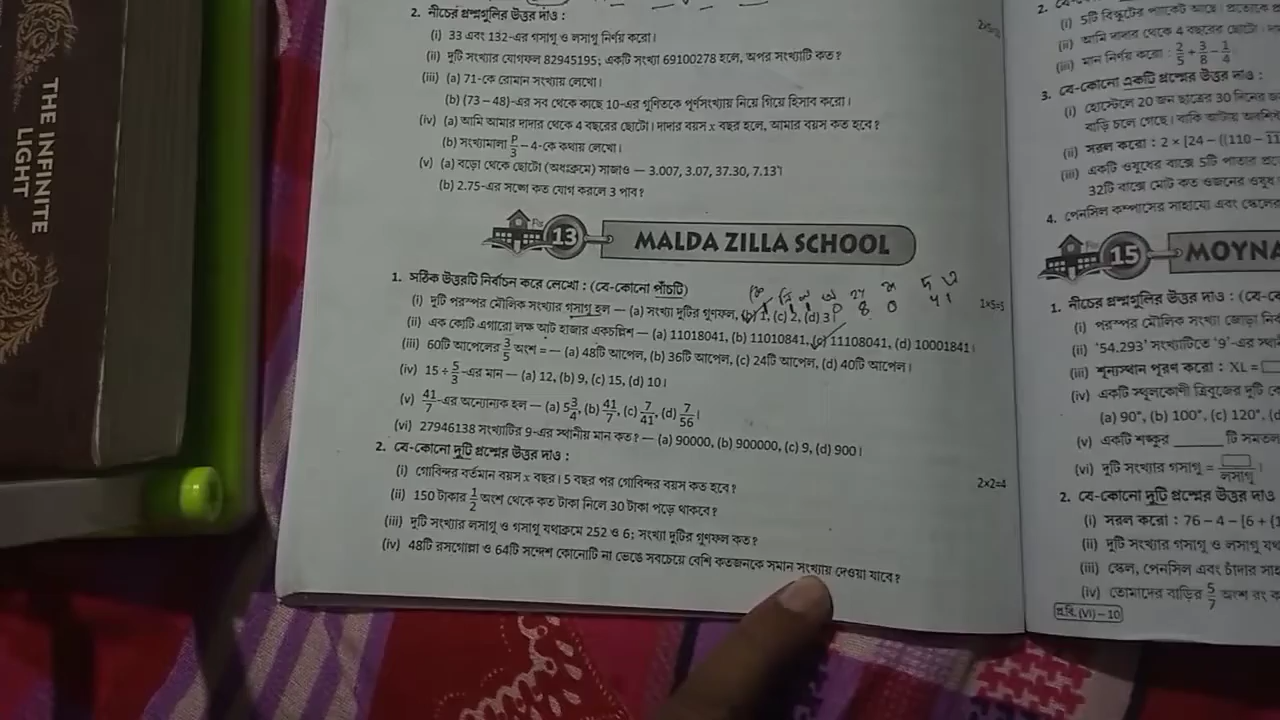 THE INFINITE LIGHT
2. নীচের প্রশ্নগুলির উত্তর দাও :
(i) 33 এবং 132-এর গসাগু ও লসাগু নির্ণয় করো।
(ii) দুটি সংখ্যার যোগফল 82945195; একটি সংখ্যা 69100278 হলে, অপর সংখ্যাটি কত?
(iii) (a) 71-কে রোমান সংখ্যায় লেখো।
(b) (73 – 48)-এর সব থেকে কাছে 10-এর গুণিতকে পূর্ণসংখ্যায় নিয়ে গিয়ে হিসাব করো।
(iv) (a) আমি আমার দাদার থেকে 4 বছরের ছোটো। দাদার বয়স x বছর হলে, আমার বয়স কত হবে?
(b) সংখ্যামালা p/3 – 4-কে কথায় লেখো।
(v) (a) বড়ো থেকে ছোটো (অধঃক্রমে) সাজাও — 3.007, 3.07, 37.30, 7.13
(b) 2.75-এর সঙ্গে কত যোগ করলে 3 পাব?
13 MALDA ZILLA SCHOOL
1. সঠিক উত্তরটি নির্বাচন করে লেখো : (যে-কোনো পাঁচটি) 1x5=5
(i) দুটি পরস্পর মৌলিক সংখ্যার গসাগু হল — (a) সংখ্যা দুটির গুণফল, (b) 1, (c) 2, (d) 3
(ii) এক কোটি এগারো লক্ষ আট হাজার একচল্লিশ — (a) 11018041, (b) 11010841, (c) 11108041, (d) 10001841।
(iii) 60টি আপেলের 3/5 অংশ = — (a) 48টি আপেল, (b) 36টি আপেল, (c) 24টি আপেল, (d) 40টি আপেল।
(iv) 15 ÷ 5/3-এর মান — (a) 12, (b) 9, (c) 15, (d) 10।
(v) 41/7-এর অন্যোন্যক হল — (a) 5 3/4, (b) 41/7, (c) 7/41, (d) 7/56।
(vi) 27946138 সংখ্যাটির 9-এর স্থানীয় মান কত? — (a) 90000, (b) 900000, (c) 9, (d) 900।
2. যে-কোনো দুটি প্রশ্নের উত্তর দাও : 2×2=4
(i) গোবিন্দর বর্তমান বয়স x বছর। 5 বছর পর গোবিন্দর বয়স কত হবে?
(ii) 150 টাকার 1/2 অংশ থেকে কত টাকা নিলে 30 টাকা পড়ে থাকবে?
(iii) দুটি সংখ্যার লসাগু ও গসাগু যথাক্রমে 252 ও 6; সংখ্যা দুটির গুণফল কত?
(iv) 48টি রসগোল্লা ও 64টি সন্দেশ কোনোটি না ভেঙে সবচেয়ে বেশি কতজনকে সমান সংখ্যায় দেওয়া যাবে?
(i) 5টি বিস্কুটের প্যাকেট আছে। প্রত্যেক
(ii) আমি দাদার থেকে 4 বছরের ছোটো।
(iii) মান নির্ণয় করো : 2/5 + 3/8 – 1/4
3. যে-কোনো একটি প্রশ্নের উত্তর দাও :
(i) হোস্টেলে 20 জন ছাত্রের 30 দিনের
বাড়ি চলে গেছে। বাকি আটায়
(ii) সরল করো : 2 × [24 – {(110 – 11
(iii) একটি ওষুধের বাক্সে 5টি পাতার
32টি বাক্সে মোট কত ওজনের ওষুধ
4. পেনসিল কম্পাসের সাহায্যে এবং স্কেলের
15 MOYNA
1. নীচের প্রশ্নগুলির উত্তর দাও : (যে-কো
(i) পরস্পর মৌলিক সংখ্যা জোড়া
(ii) '54.293' সংখ্যাটিতে '9'-এর
(iii) শূন্যস্থান পূরণ করো : XL =
(iv) একটি স্থূলকোণী ত্রিভুজের দুটি
(a) 90°, (b) 100°, (c) 120°, (d
(v) একটি শঙ্কুর ______ টি সমতল
(vi) দুটি সংখ্যার গসাগু = □/লসাগু
2. যে-কোনো দুটি প্রশ্নের উত্তর দাও
(i) সরল করো : 76 – 4 – [6 + {
(ii) দুটি সংখ্যার গসাগু ও লসাগু
(iii) স্কেল, পেনসিল এবং চাঁদার
(iv) তোমাদের বাড়ির 5/7 অংশ রং
প্র.বি. (VI)–10